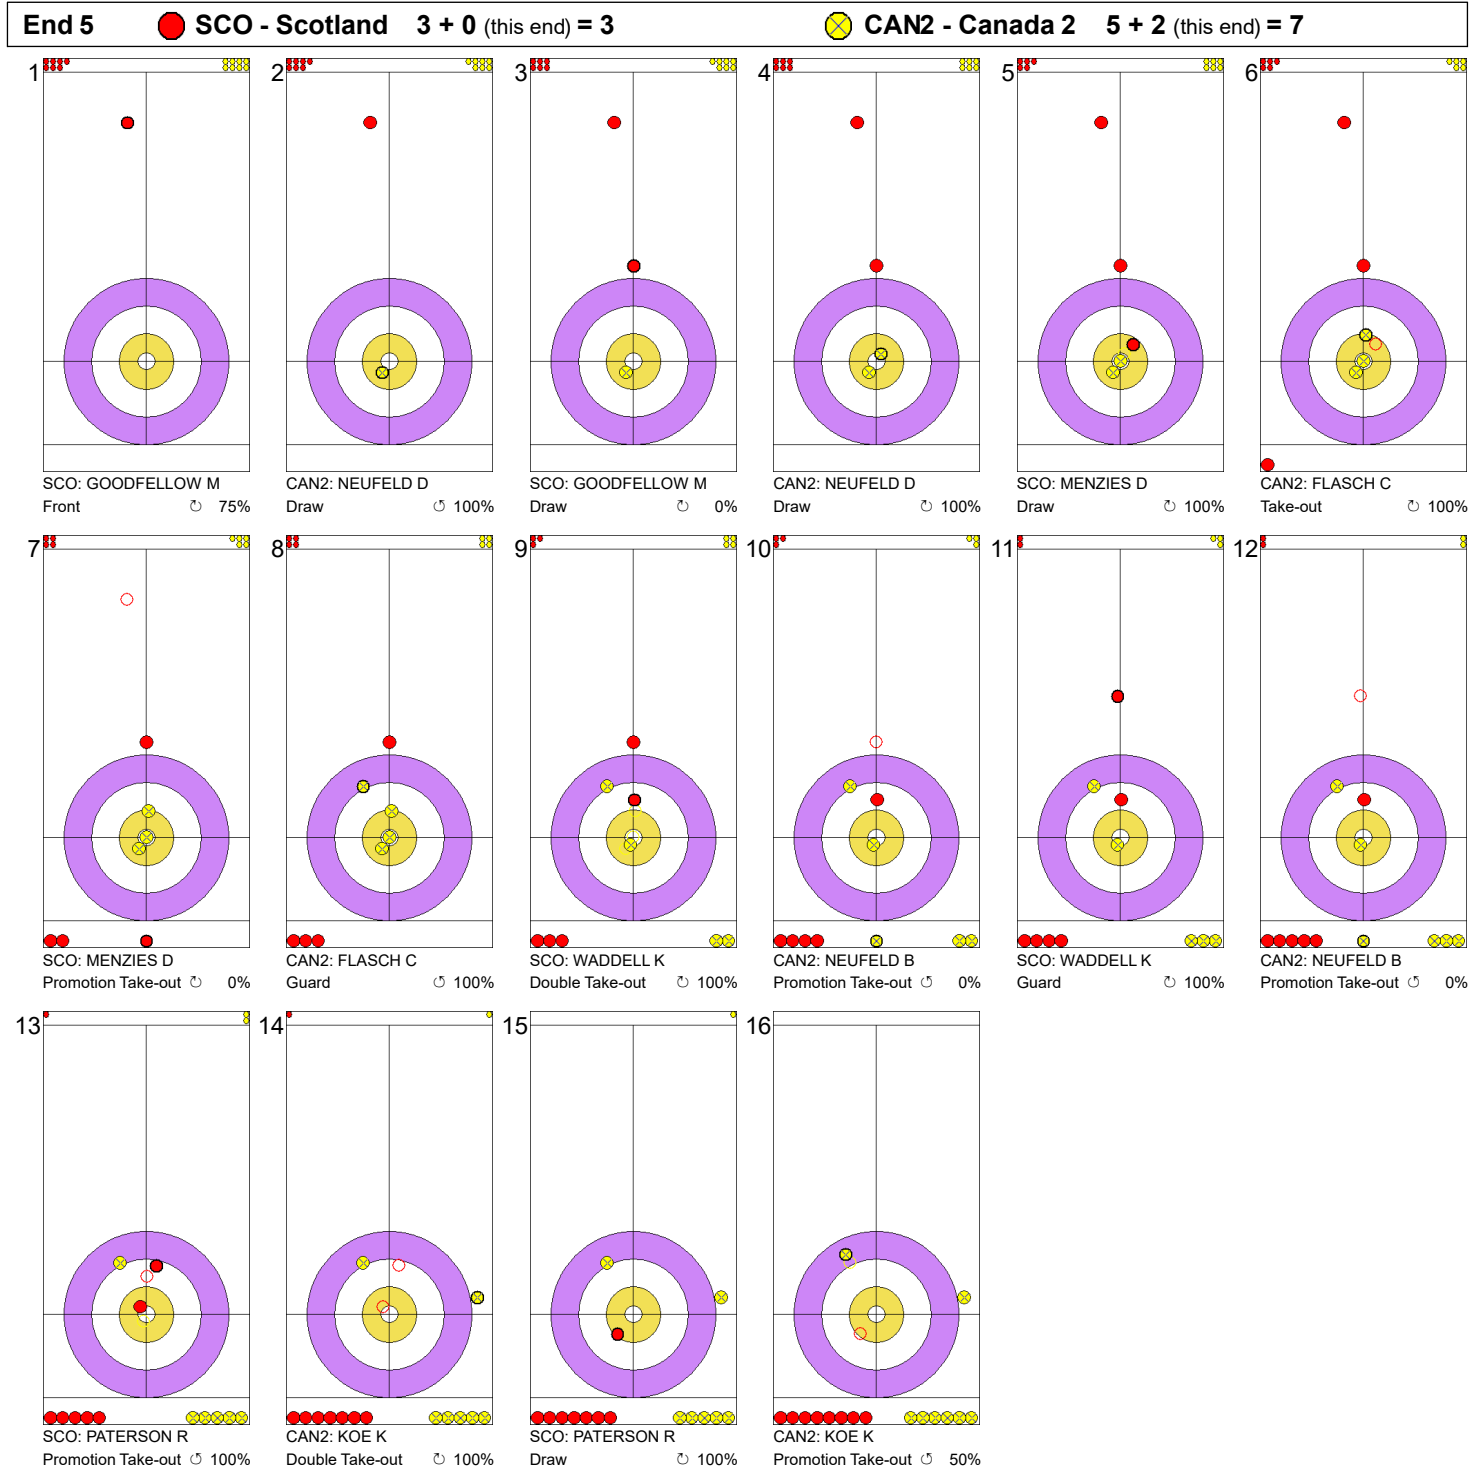 End 5 SCO - Scotland 3 + 0 (this end) = 3 CAN2 - Canada 2 5 + 2 (this end) = 7
1 2 3 4 5 6
SCO: GOODFELLOW M CAN2: NEUFELD D SCO: GOODFELLOW M CAN2: NEUFELD D SCO: MENZIES D CAN2: FLASCH C
Front ↻ 75% Draw ↺ 100% Draw ↻ 0% Draw ↺ 100% Draw ↻ 100% Take-out ↻ 100%
7 8 9 10 11 12
SCO: MENZIES D CAN2: FLASCH C SCO: WADDELL K CAN2: NEUFELD B SCO: WADDELL K CAN2: NEUFELD B
Promotion Take-out ↻ 0% Guard ↺ 100% Double Take-out ↻ 100% Promotion Take-out ↺ 0% Guard ↻ 100% Promotion Take-out ↺ 0%
13 14 15 16
SCO: PATERSON R CAN2: KOE K SCO: PATERSON R CAN2: KOE K
Promotion Take-out ↺ 100% Double Take-out ↻ 100% Draw ↻ 100% Promotion Take-out ↺ 50%